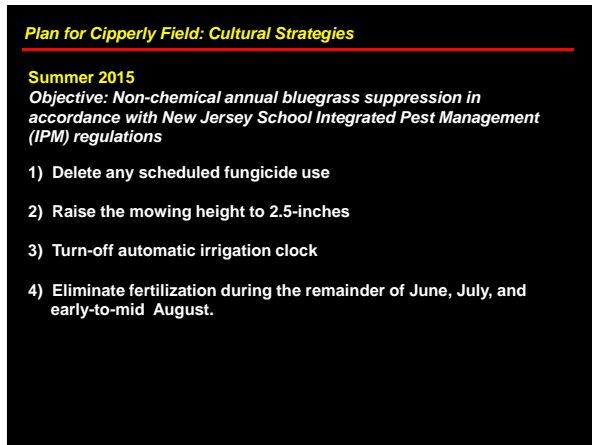 Plan for Cipperly Field: Cultural Strategies
Summer 2015
Objective: Non-chemical annual bluegrass suppression in
accordance with New Jersey School Integrated Pest Management
(IPM) regulations
1) Delete any scheduled fungicide use
2) Raise the mowing height to 2.5-inches
3) Turn-off automatic irrigation clock
4) Eliminate fertilization during the remainder of June, July, and
early-to-mid August.